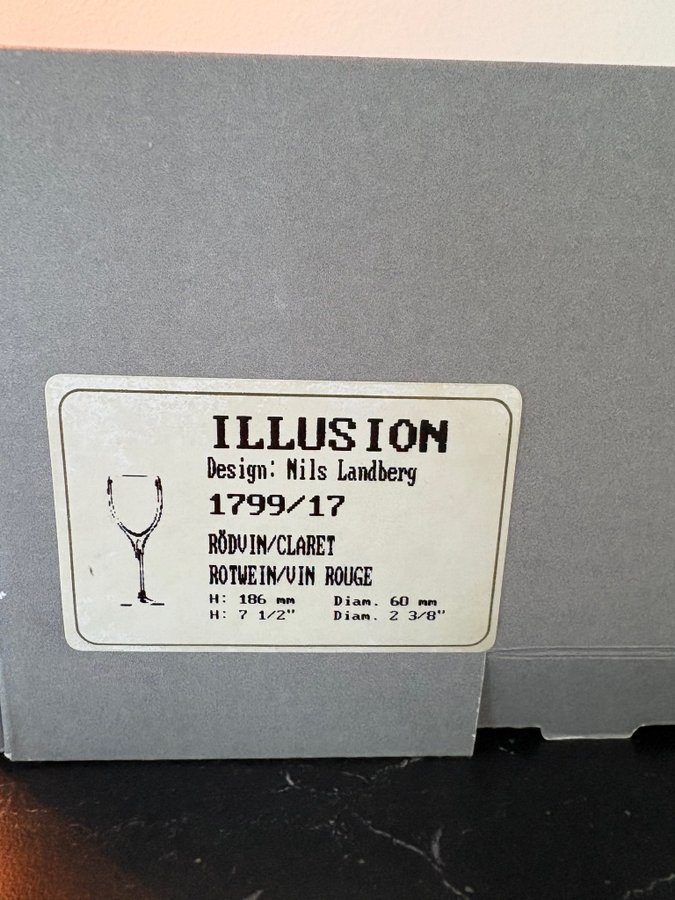 ILLUSION
Design: Nils Landberg
1799/17
RÖDVIN/CLARET
ROTWEIN/VIN ROUGE
H: 186 mm Diam. 60 mm
H: 7 1/2" Diam. 2 3/8"